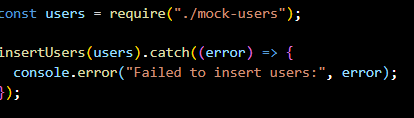 const users = require("./mock-users");
insertUsers(users).catch((error) => {
  console.error("Failed to insert users:", error);
});